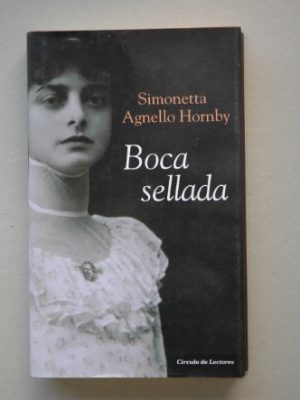 Simonetta
Agnello Hornby
Boca
sellada
Círculo de Lectores